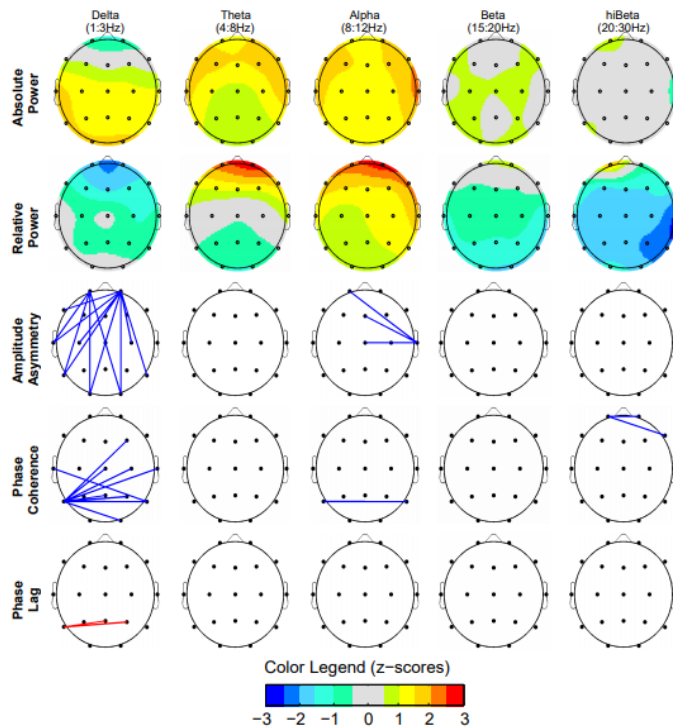 Delta Theta Alpha Beta hiBeta
(1:3Hz) (4:8Hz) (8:12Hz) (15:20Hz) (20:30Hz)
Absolute
Power
Relative
Power
Amplitude
Asymmetry
Phase
Coherence
Phase
Lag
Color Legend (z-scores)
−3 −2 −1 0 1 2 3